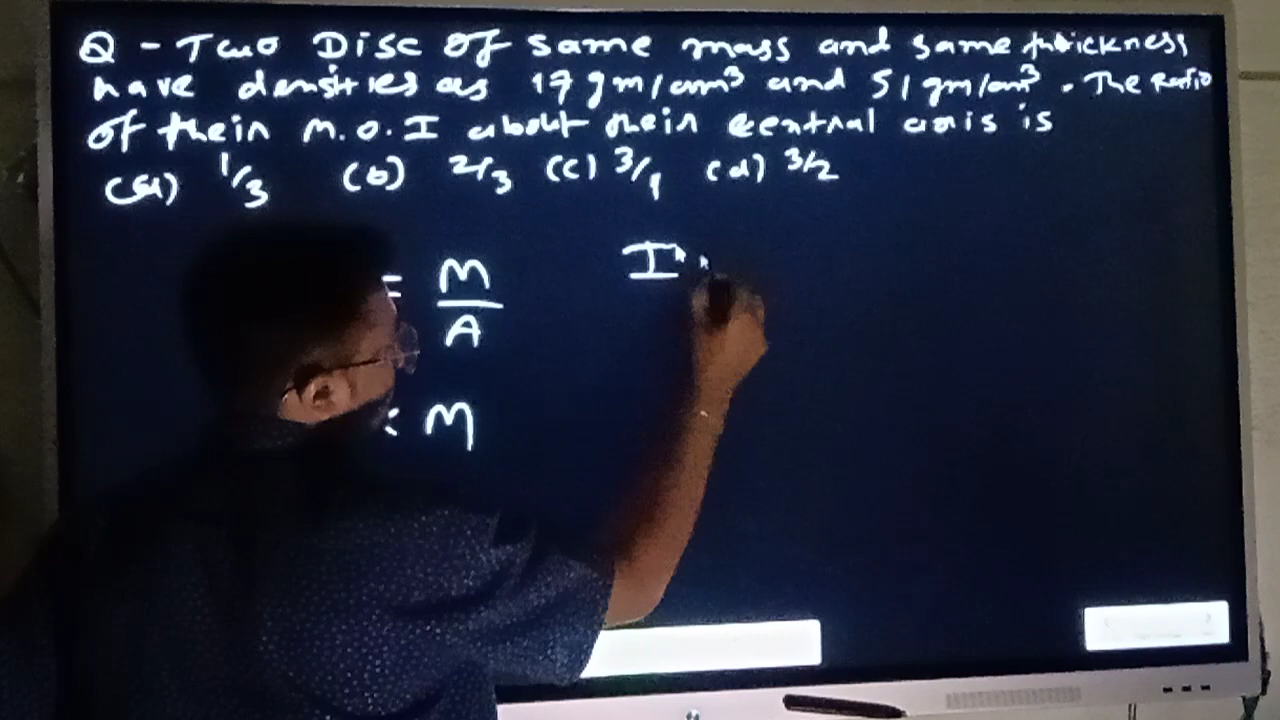 Q - Two Disc of same mass and same thickness
have densities as 17 gm/cm³ and 51 gm/cm³. The Ratio
of their M.O.I about their central axis is
(a) 1/3 (b) 2/3 (c) 3/1 (d) 3/2
= M/A
I
M